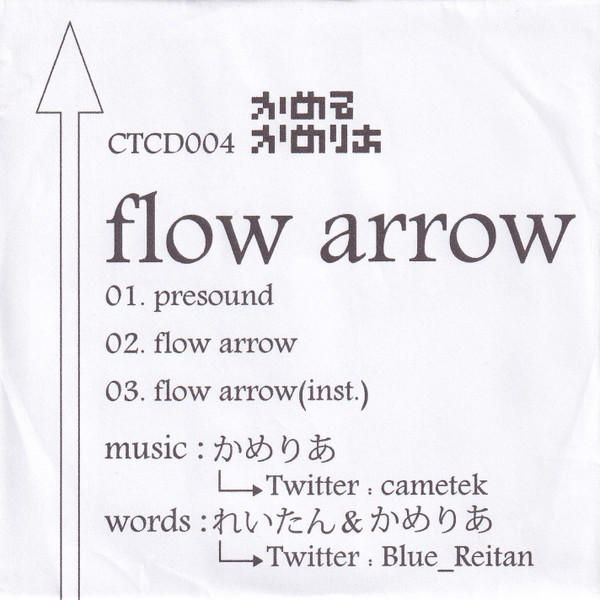 かめる
CTCD004 かめりあ
flow arrow
01. presound
02. flow arrow
03. flow arrow(inst.)
music : かめりあ
Twitter : cametek
words : れいたん & かめりあ
Twitter : Blue_Reitan